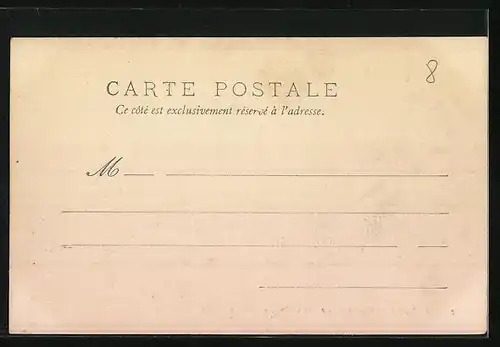 8
CARTE POSTALE
Ce côté est exclusivement réservé à l'adresse.
M